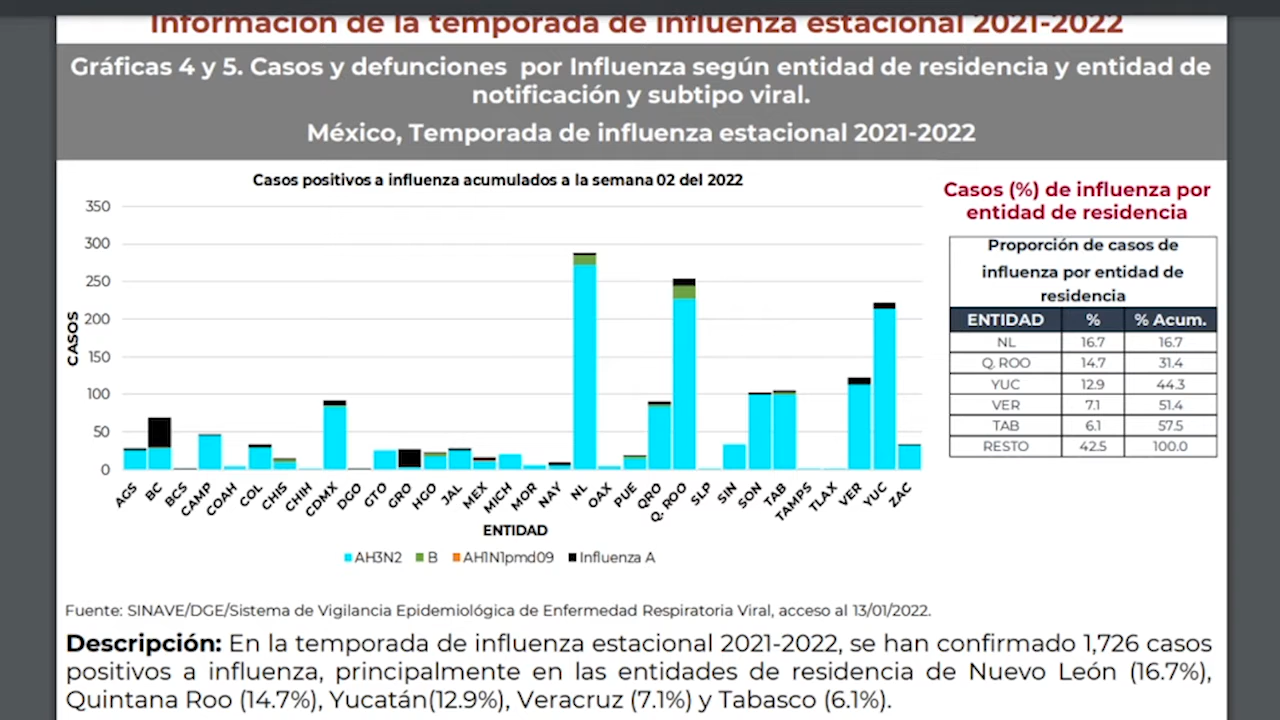 Información de la temporada de influenza estacional 2021-2022
Gráficas 4 y 5. Casos y defunciones por Influenza según entidad de residencia y entidad de
notificación y subtipo viral.
México, Temporada de influenza estacional 2021-2022
Casos positivos a influenza acumulados a la semana 02 del 2022
350
300
250
200
150
100
50
0
CASOS
AGS
BC
BCS
CAMP
COAH
COL
CHIS
CHIH
CDMX
DGO
GTO
GRO
HGO
JAL
MEX
MICH
MOR
NAY
NL
OAX
PUE
QRO
Q. ROO
SLP
SIN
SON
TAB
TAMPS
TLAX
VER
YUC
ZAC
ENTIDAD
AH3N2 B AH1N1pmd09 Influenza A
Casos (%) de influenza por
entidad de residencia
Proporción de casos de
influenza por entidad de
residencia
ENTIDAD % % Acum.
NL 16.7 16.7
Q. ROO 14.7 31.4
YUC 12.9 44.3
VER 7.1 51.4
TAB 6.1 57.5
RESTO 42.5 100.0
Fuente: SINAVE/DGE/Sistema de Vigilancia Epidemiológica de Enfermedad Respiratoria Viral, acceso al 13/01/2022.
Descripción: En la temporada de influenza estacional 2021-2022, se han confirmado 1,726 casos
positivos a influenza, principalmente en las entidades de residencia de Nuevo León (16.7%),
Quintana Roo (14.7%), Yucatán(12.9%), Veracruz (7.1%) y Tabasco (6.1%).